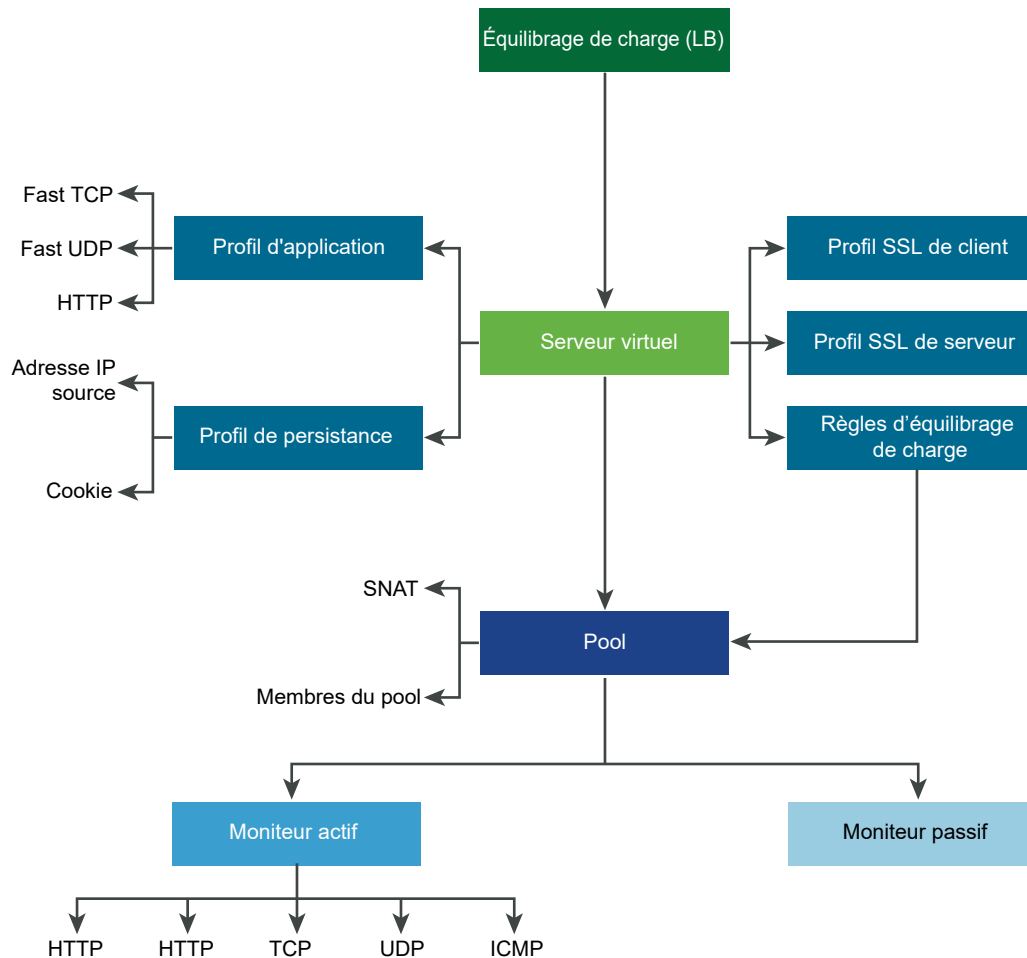 Équilibrage de charge (LB)
Fast TCP
Fast UDP
HTTP
Profil d'application
Profil SSL de client
Serveur virtuel
Profil SSL de serveur
Adresse IP
source
Cookie
Profil de persistance
Règles d’équilibrage
de charge
SNAT
Pool
Membres du pool
Moniteur actif
Moniteur passif
HTTP
HTTP
TCP
UDP
ICMP